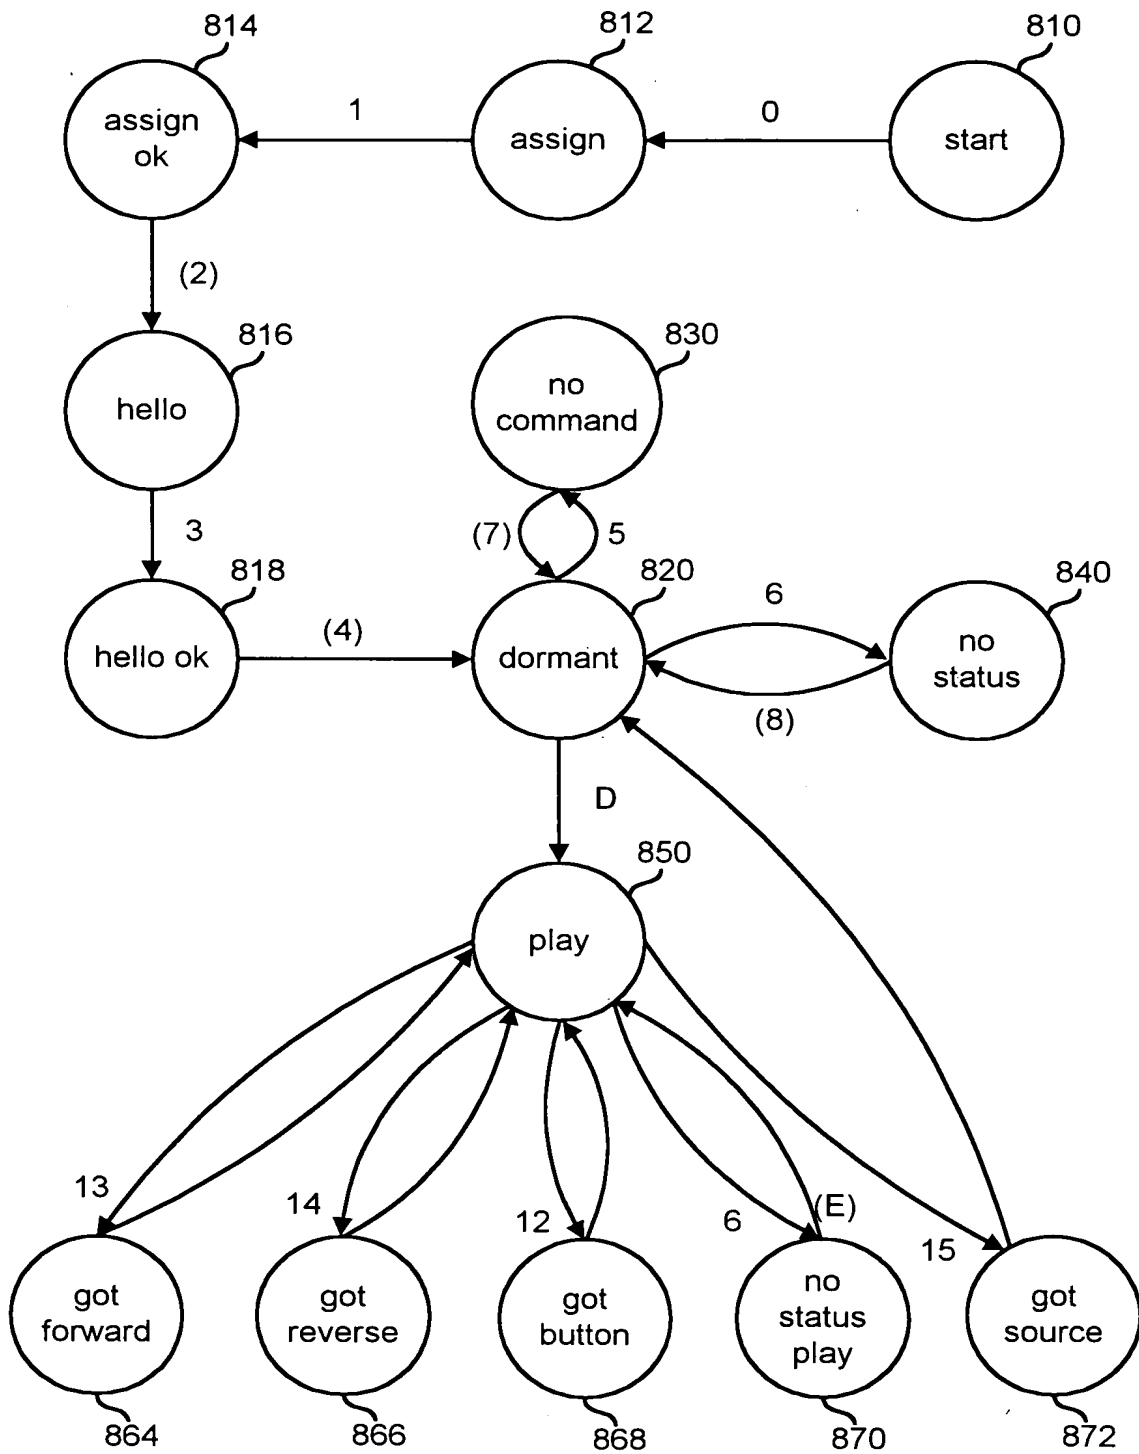 814
812
810
assign
ok
1
assign
0
start
(2)
816
830
hello
no
command
3
(7)
5
818
820
840
hello ok
(4)
dormant
6
no
status
(8)
D
850
play
13
14
12
6
(E)
15
got
forward
got
reverse
got
button
no
status
play
got
source
864
866
868
870
872